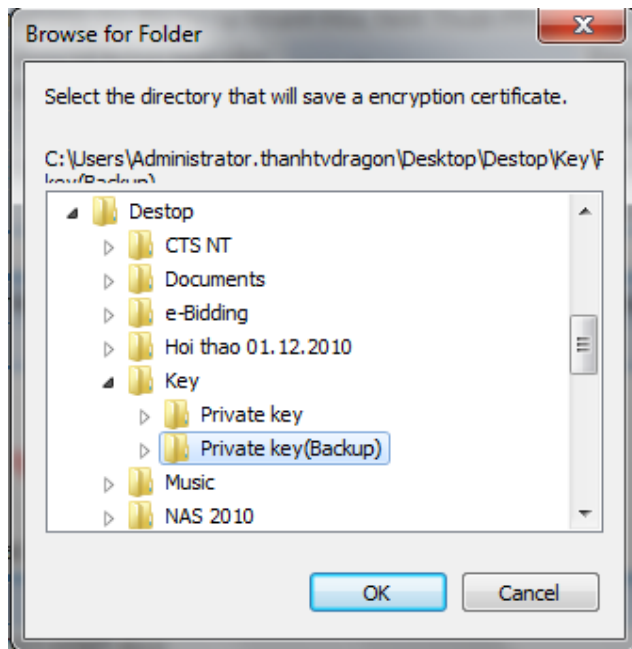 Browse for Folder
Select the directory that will save a encryption certificate.
C:\Users\Administrator.thanhtvdragon\Desktop\Destop\Key\P
key(Backup)
Destop
CTS NT
Documents
e-Bidding
Hoi thao 01.12.2010
Key
Private key
Private key(Backup)
Music
NAS 2010
OK
Cancel